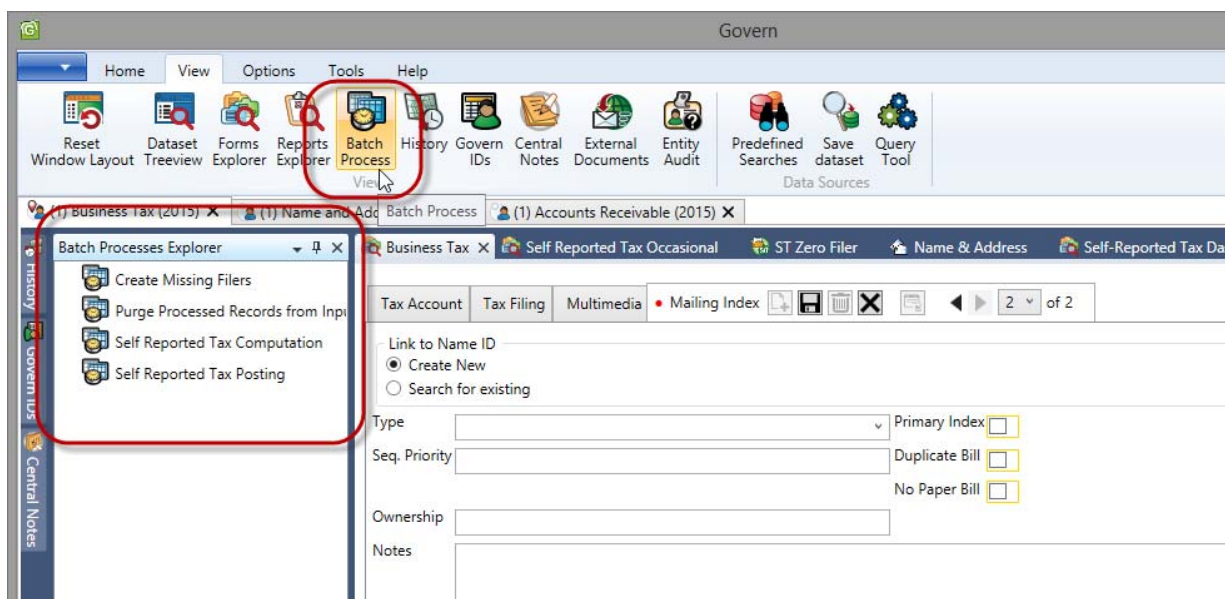 Govern
Home View Options Tools Help
Reset Window Layout
Dataset Treeview
Forms Explorer
Reports Explorer
Batch Process
History
Govern IDs
Central Notes
External Documents
Entity Audit
Predefined Searches
Save dataset
Query Tool
View
Data Sources
(1) Business Tax (2015) (1) Name and Add Batch Process (1) Accounts Receivable (2015)
History
Govern IDs
Central Notes
Batch Processes Explorer
Create Missing Filers
Purge Processed Records from Inpu
Self Reported Tax Computation
Self Reported Tax Posting
Business Tax Self Reported Tax Occasional ST Zero Filer Name & Address Self-Reported Tax Da
Tax Account Tax Filing Multimedia Mailing Index 2 of 2
Link to Name ID
Create New
Search for existing
Type Primary Index
Seq. Priority Duplicate Bill
No Paper Bill
Ownership
Notes